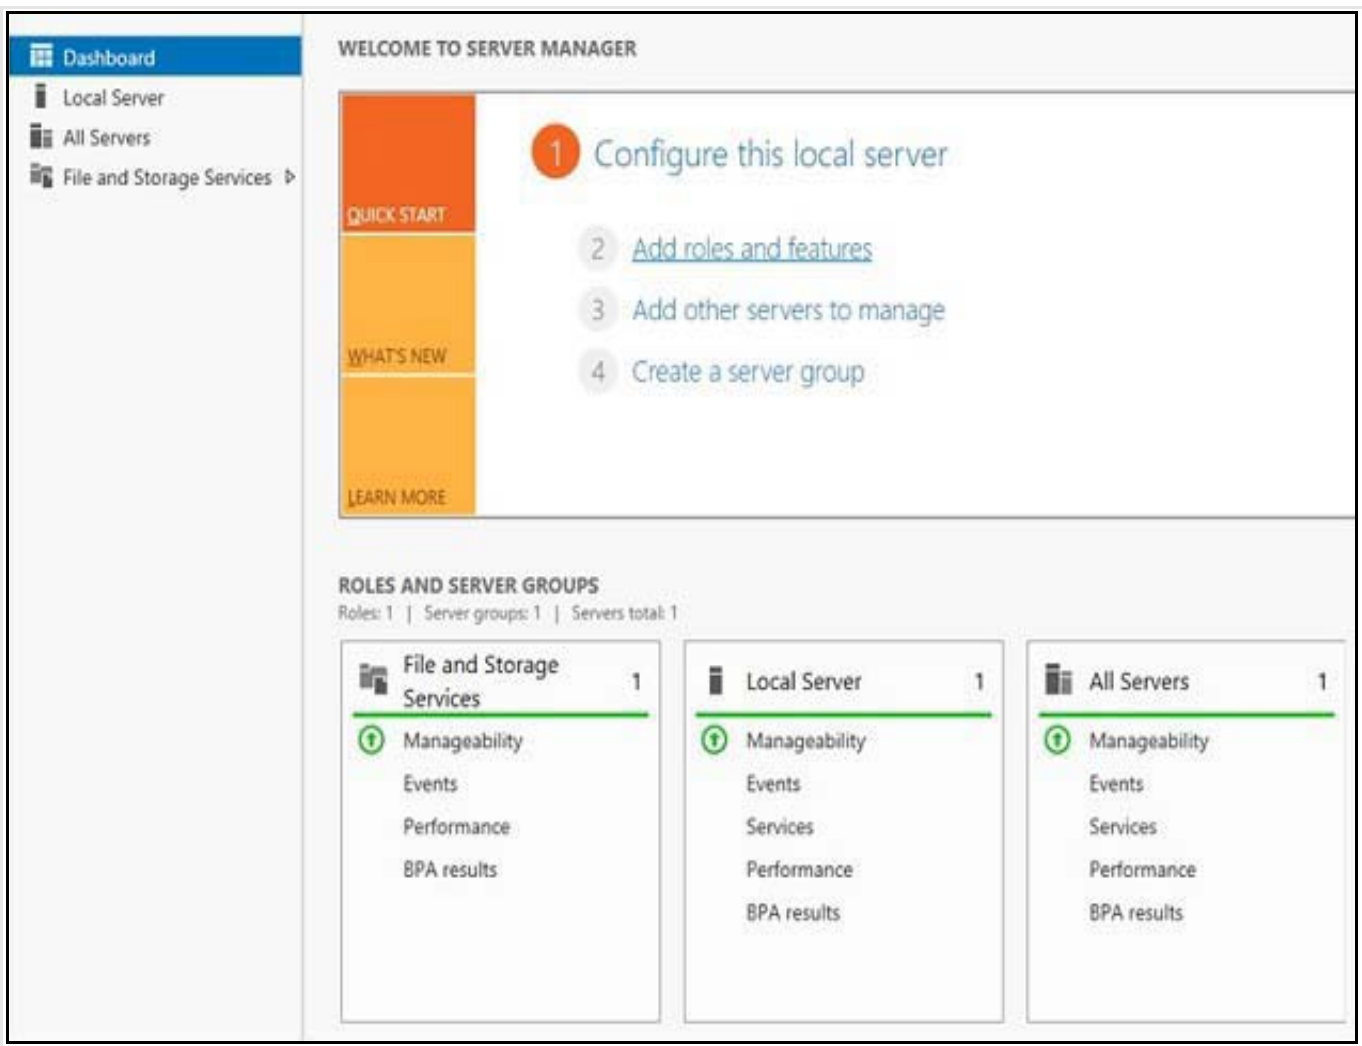 Dashboard
Local Server
All Servers
File and Storage Services
WELCOME TO SERVER MANAGER
QUICK START
WHAT'S NEW
LEARN MORE
1 Configure this local server
2 Add roles and features
3 Add other servers to manage
4 Create a server group
ROLES AND SERVER GROUPS
Roles: 1 | Server groups: 1 | Servers total: 1
File and Storage
Services 1
Manageability
Events
Performance
BPA results
Local Server 1
Manageability
Events
Services
Performance
BPA results
All Servers 1
Manageability
Events
Services
Performance
BPA results